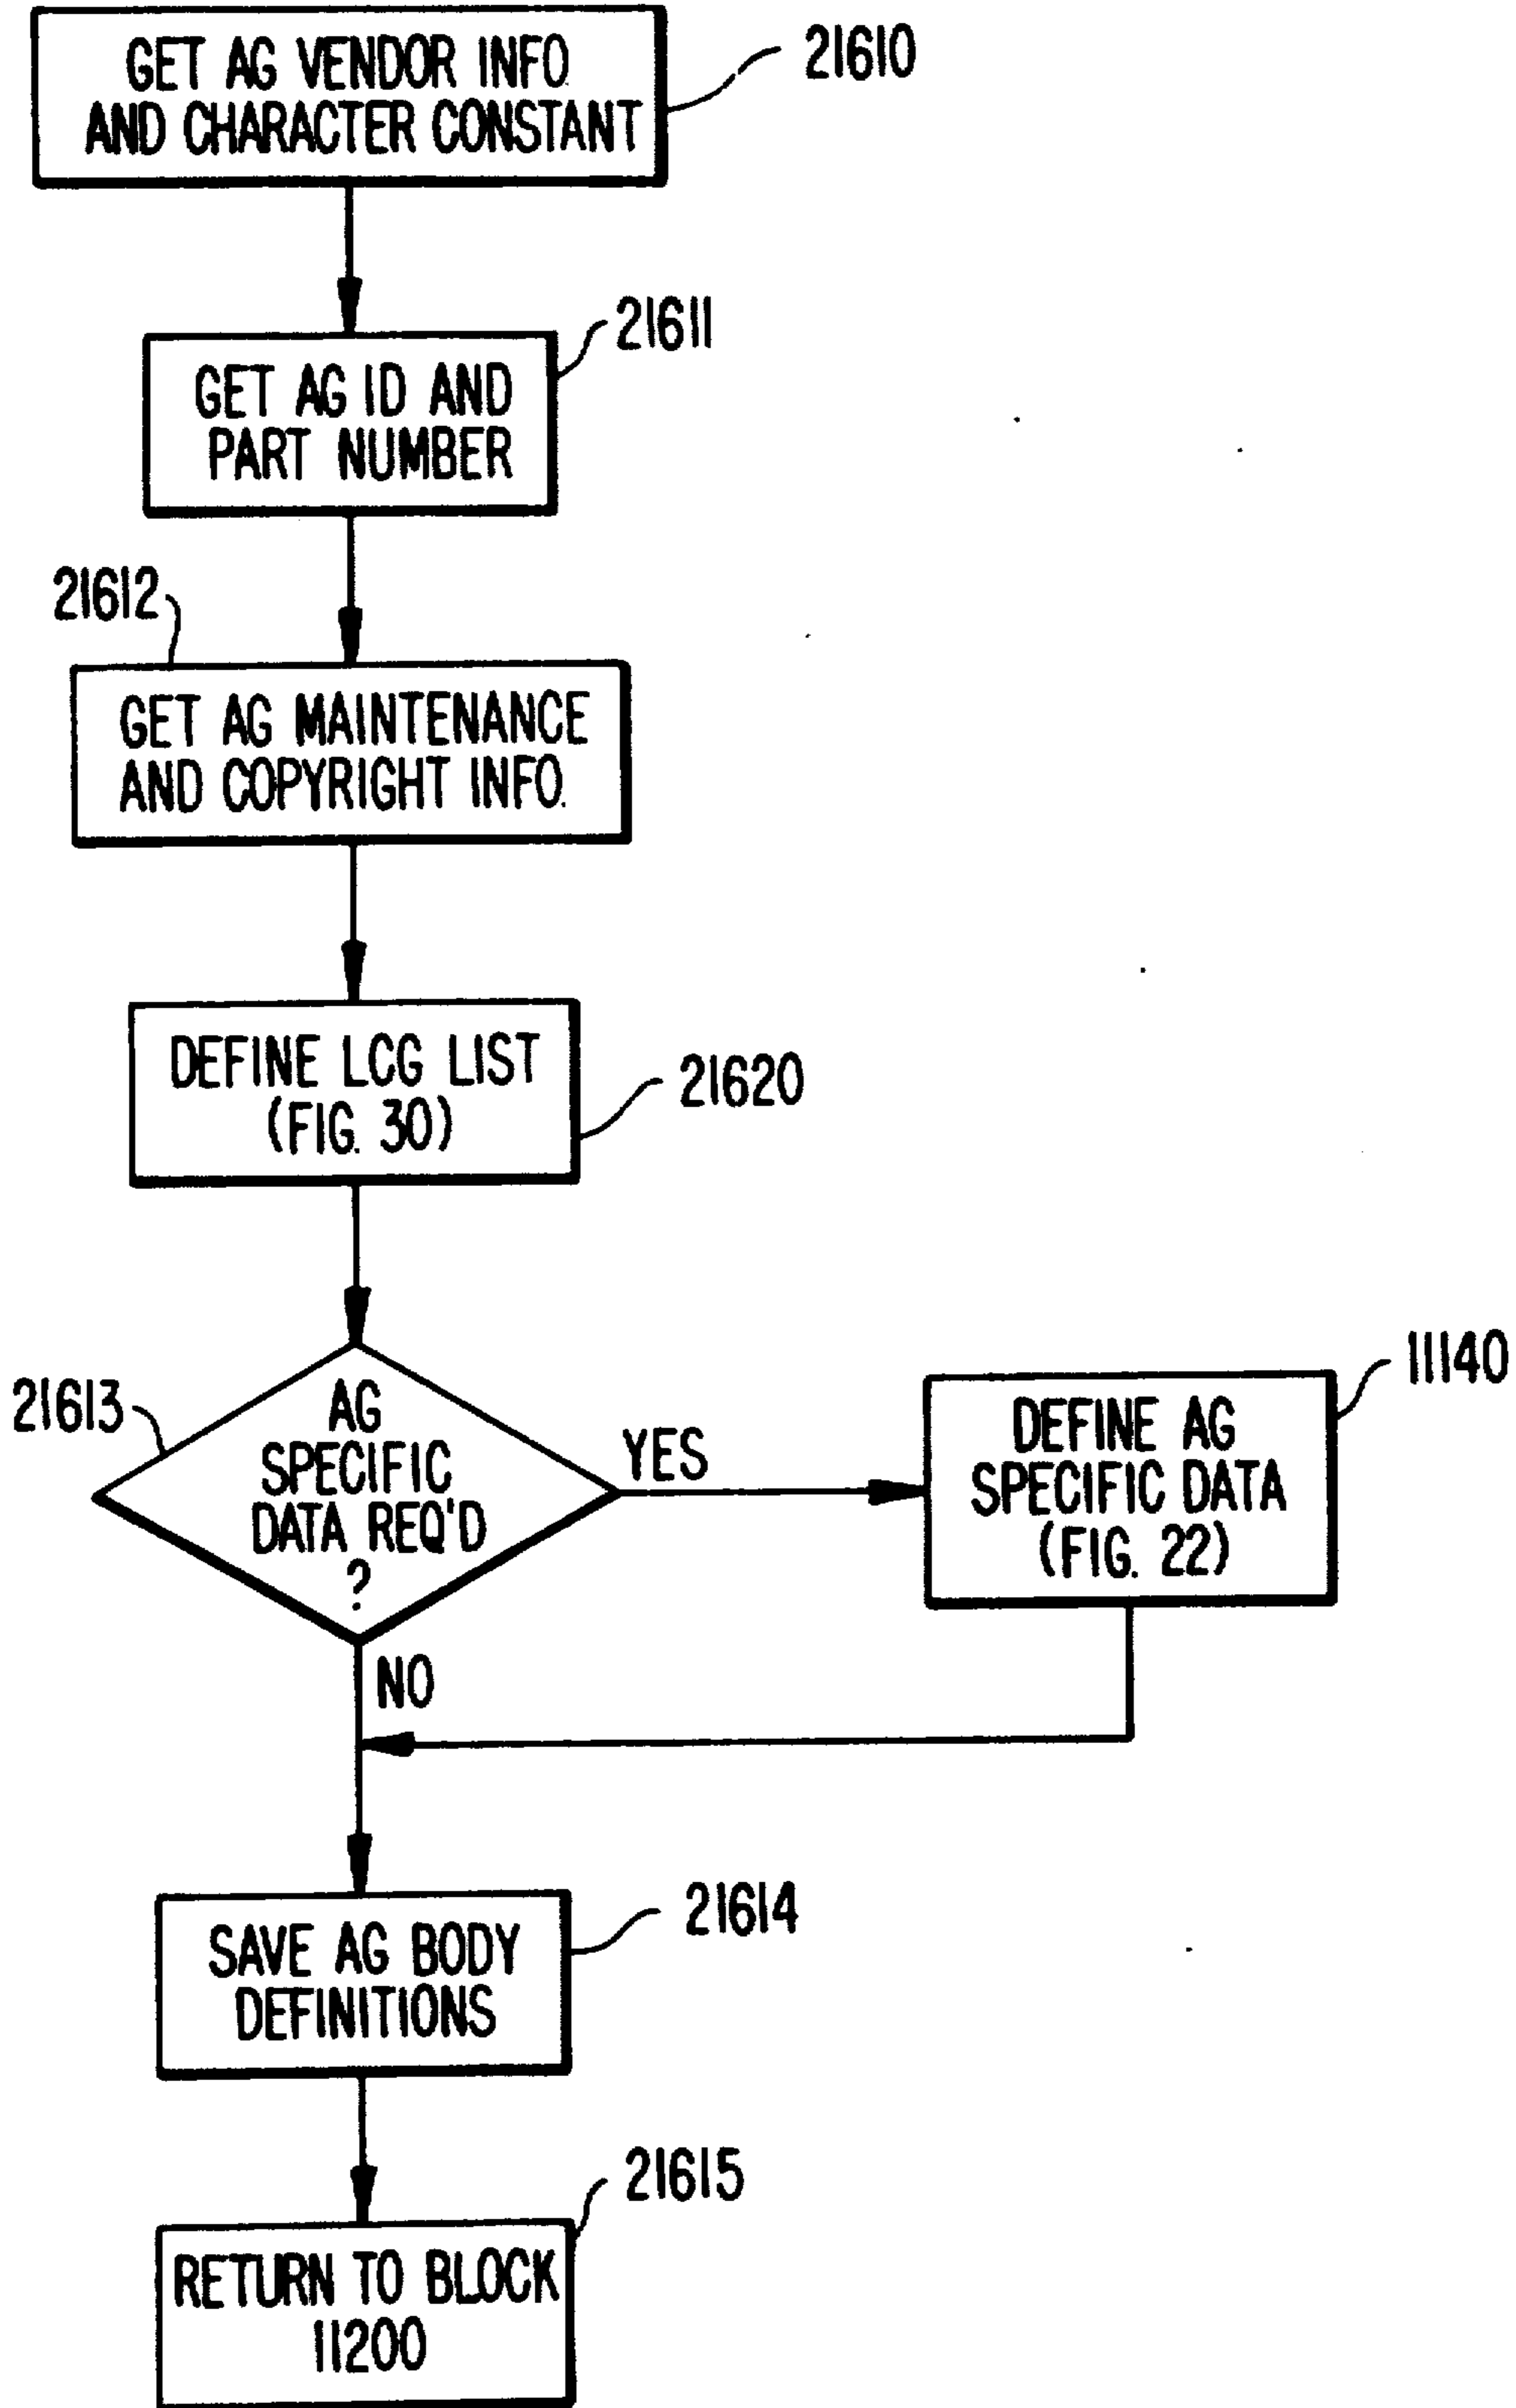 GET AG VENDOR INFO.
AND CHARACTER CONSTANT
21610
GET AG ID AND
PART NUMBER
21611
21612
GET AG MAINTENANCE
AND COPYRIGHT INFO.
DEFINE LCG LIST
(FIG. 30)
21620
21613
AG
SPECIFIC
DATA REQ'D
?
YES
NO
11140
DEFINE AG
SPECIFIC DATA
(FIG. 22)
SAVE AG BODY
DEFINITIONS
21614
21615
RETURN TO BLOCK
11200